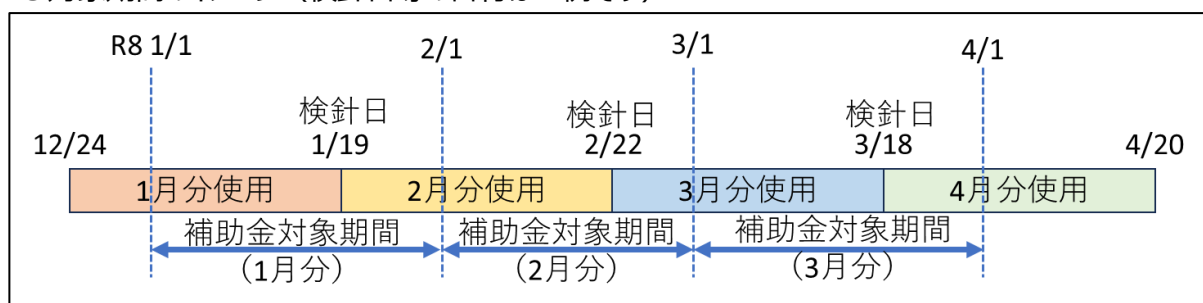 R8 1/1
2/1
3/1
4/1
検針日
検針日
検針日
12/24
1/19
2/22
3/18
4/20
1月分使用
2月分使用
3月分使用
4月分使用
補助金対象期間
(1月分)
補助金対象期間
(2月分)
補助金対象期間
(3月分)